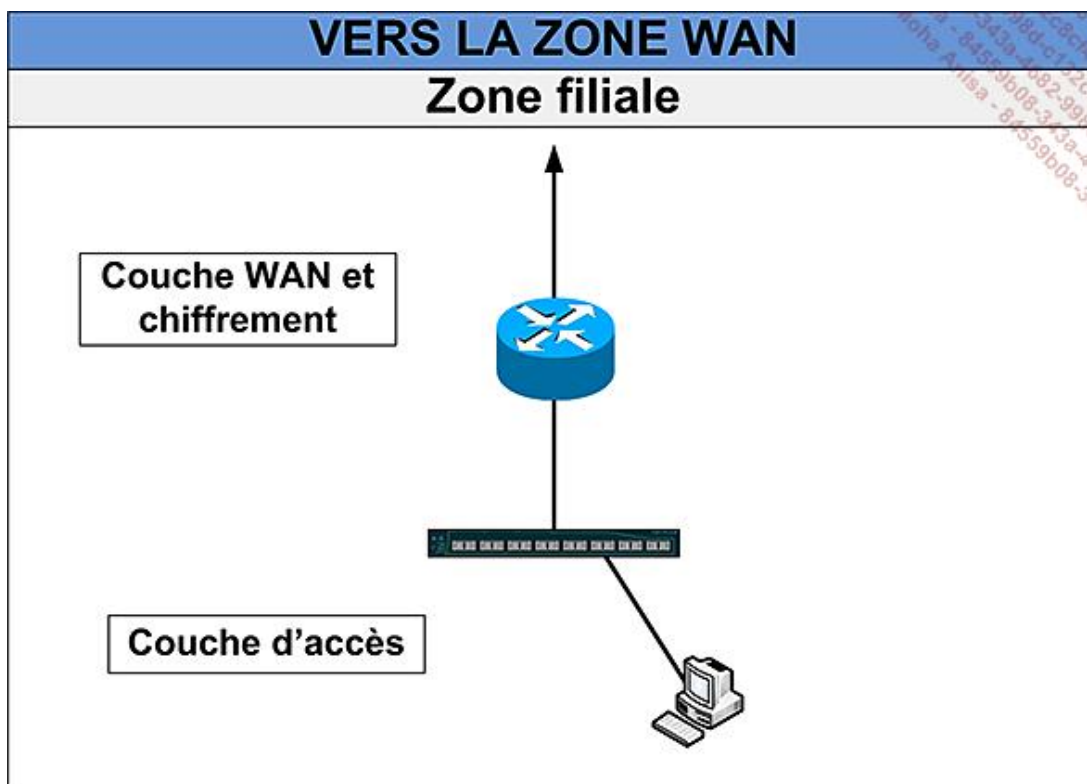 VERS LA ZONE WAN
Zone filiale
Couche WAN et
chiffrement
Couche d'accès